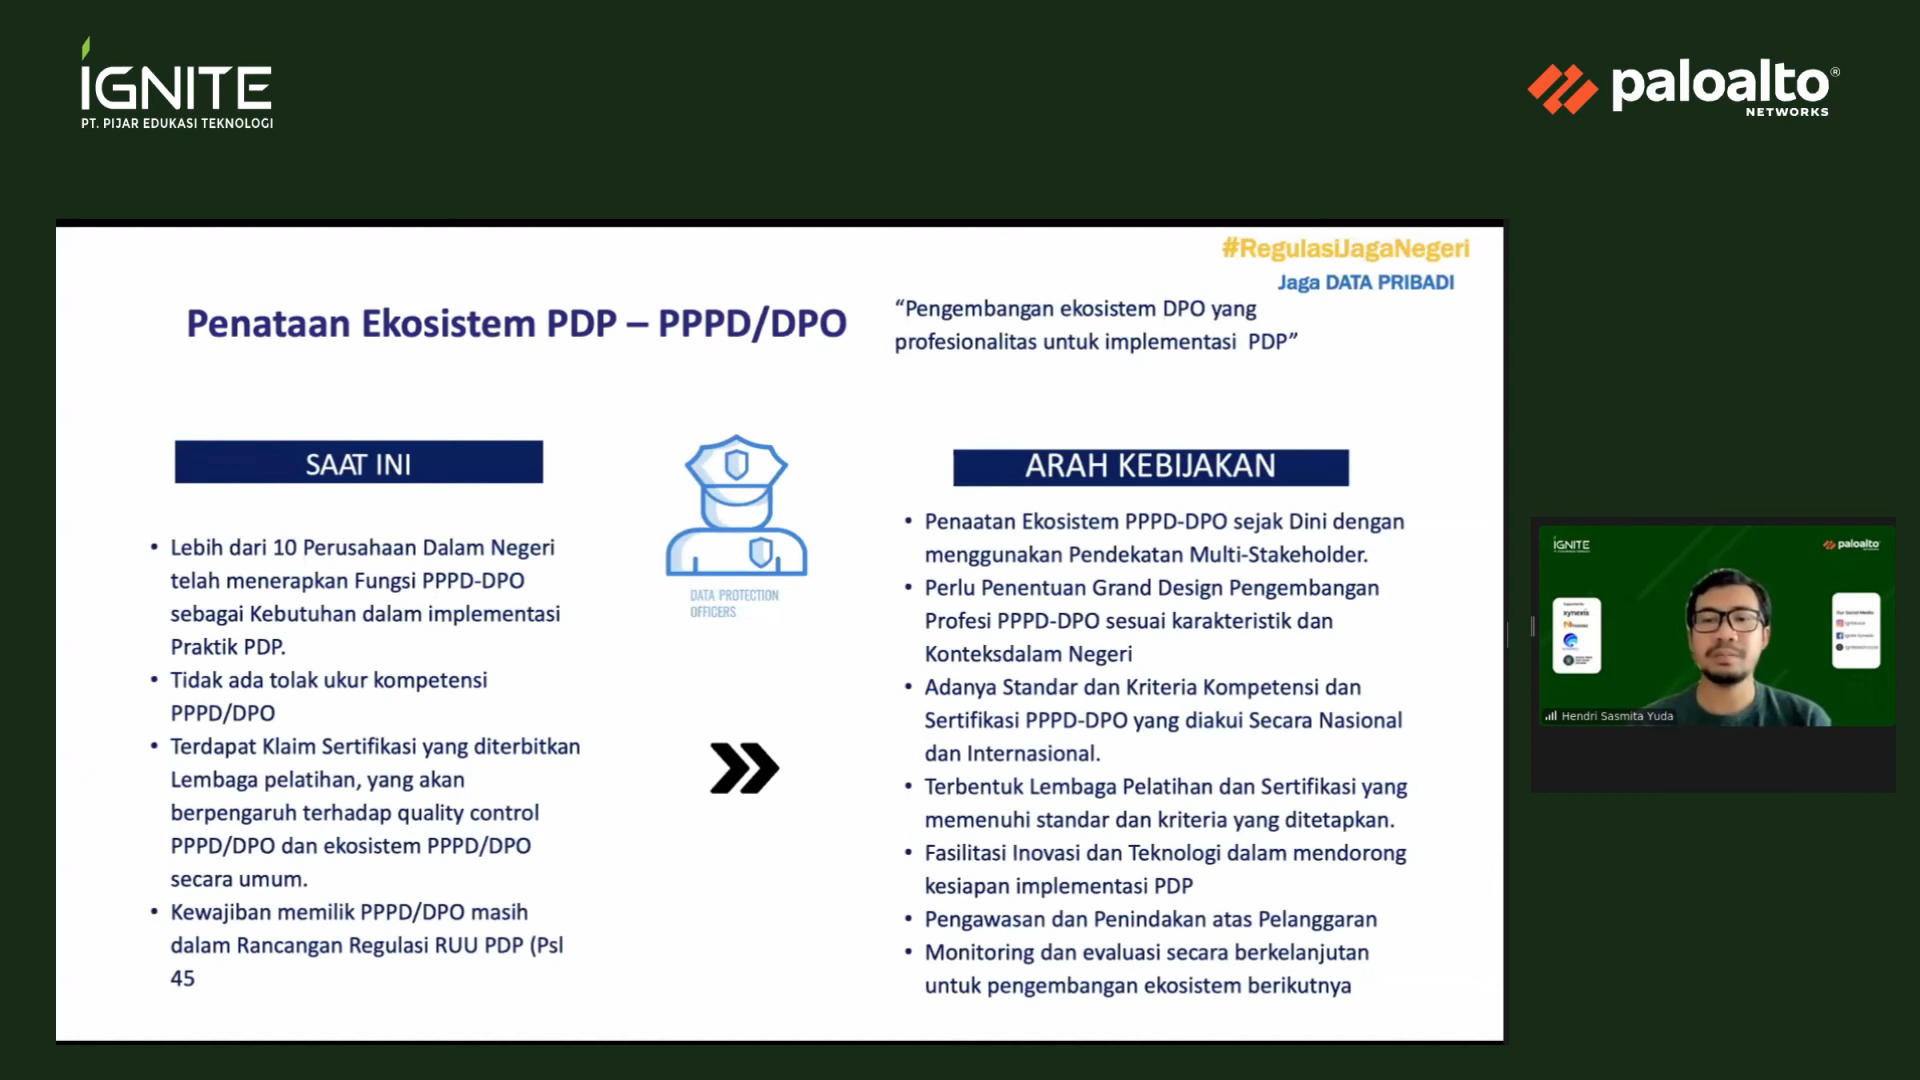 IGNITE
PT. PIJAR EDUKASI TEKNOLOGI
paloalto®
NETWORKS
#RegulasiJagaNegeri
Jaga DATA PRIBADI
Penataan Ekosistem PDP – PPPD/DPO
“Pengembangan ekosistem DPO yang
profesionalitas untuk implementasi PDP”
SAAT INI
• Lebih dari 10 Perusahaan Dalam Negeri
telah menerapkan Fungsi PPPD-DPO
sebagai Kebutuhan dalam implementasi
Praktik PDP.
• Tidak ada tolak ukur kompetensi
PPPD/DPO
• Terdapat Klaim Sertifikasi yang diterbitkan
Lembaga pelatihan, yang akan
berpengaruh terhadap quality control
PPPD/DPO dan ekosistem PPPD/DPO
secara umum.
• Kewajiban memilik PPPD/DPO masih
dalam Rancangan Regulasi RUU PDP (Psl
45
DATA PROTECTION
OFFICERS
ARAH KEBIJAKAN
• Penaatan Ekosistem PPPD-DPO sejak Dini dengan
menggunakan Pendekatan Multi-Stakeholder.
• Perlu Penentuan Grand Design Pengembangan
Profesi PPPD-DPO sesuai karakteristik dan
Konteksdalam Negeri
• Adanya Standar dan Kriteria Kompetensi dan
Sertifikasi PPPD-DPO yang diakui Secara Nasional
dan Internasional.
• Terbentuk Lembaga Pelatihan dan Sertifikasi yang
memenuhi standar dan kriteria yang ditetapkan.
• Fasilitasi Inovasi dan Teknologi dalam mendorong
kesiapan implementasi PDP
• Pengawasan dan Penindakan atas Pelanggaran
• Monitoring dan evaluasi secara berkelanjutan
untuk pengembangan ekosistem berikutnya
IGNITE
paloalto
xynexis
Our Social Media
Hendri Sasmita Yuda